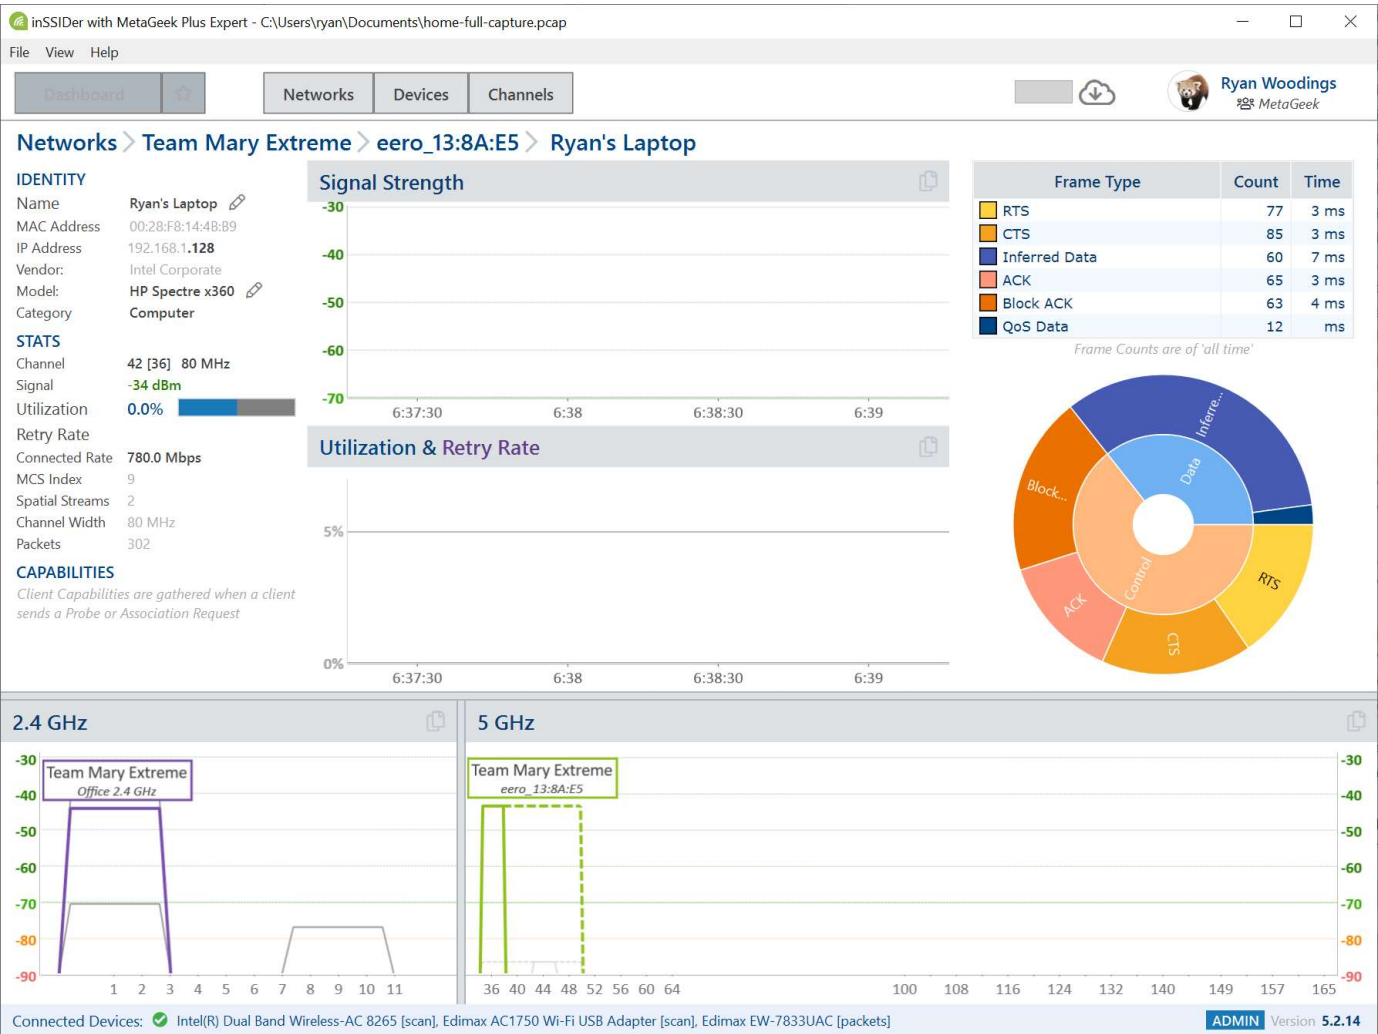 inSSIDer with MetaGeek Plus Expert - C:\Users\ryan\Documents\home-full-capture.pcap
File View Help
Dashboard Networks Devices Channels
Ryan Woodings
MetaGeek
Networks Team Mary Extreme eero_13:8A:E5 Ryan's Laptop
IDENTITY
Name Ryan's Laptop
MAC Address 00:28:F8:14:4B:B9
IP Address 192.168.1.128
Vendor: Intel Corporate
Model: HP Spectre x360
Category Computer
STATS
Channel 42 [36] 80 MHz
Signal -34 dBm
Utilization 0.0%
Retry Rate
Connected Rate 780.0 Mbps
MCS Index 9
Spatial Streams 2
Channel Width 80 MHz
Packets 302
CAPABILITIES
Client Capabilities are gathered when a client
sends a Probe or Association Request
Signal Strength
-30
-40
-50
-60
-70
6:37:30 6:38 6:38:30 6:39
Utilization & Retry Rate
5%
0%
6:37:30 6:38 6:38:30 6:39
Frame Type Count Time
RTS 77 3 ms
CTS 85 3 ms
Inferred Data 60 7 ms
ACK 65 3 ms
Block ACK 63 4 ms
QoS Data 12 ms
Frame Counts are of 'all time'
Inferre...
Data
Block...
Control
ACK
CTS
RTS
2.4 GHz
-30
-40
-50
-60
-70
-80
-90
Team Mary Extreme
Office 2.4 GHz
1 2 3 4 5 6 7 8 9 10 11
5 GHz
Team Mary Extreme
eero_13:8A:E5
-30
-40
-50
-60
-70
-80
-90
36 40 44 48 52 56 60 64 100 108 116 124 132 140 149 157 165
Connected Devices: Intel(R) Dual Band Wireless-AC 8265 [scan], Edimax AC1750 Wi-Fi USB Adapter [scan], Edimax EW-7833UAC [packets]
ADMIN Version 5.2.14